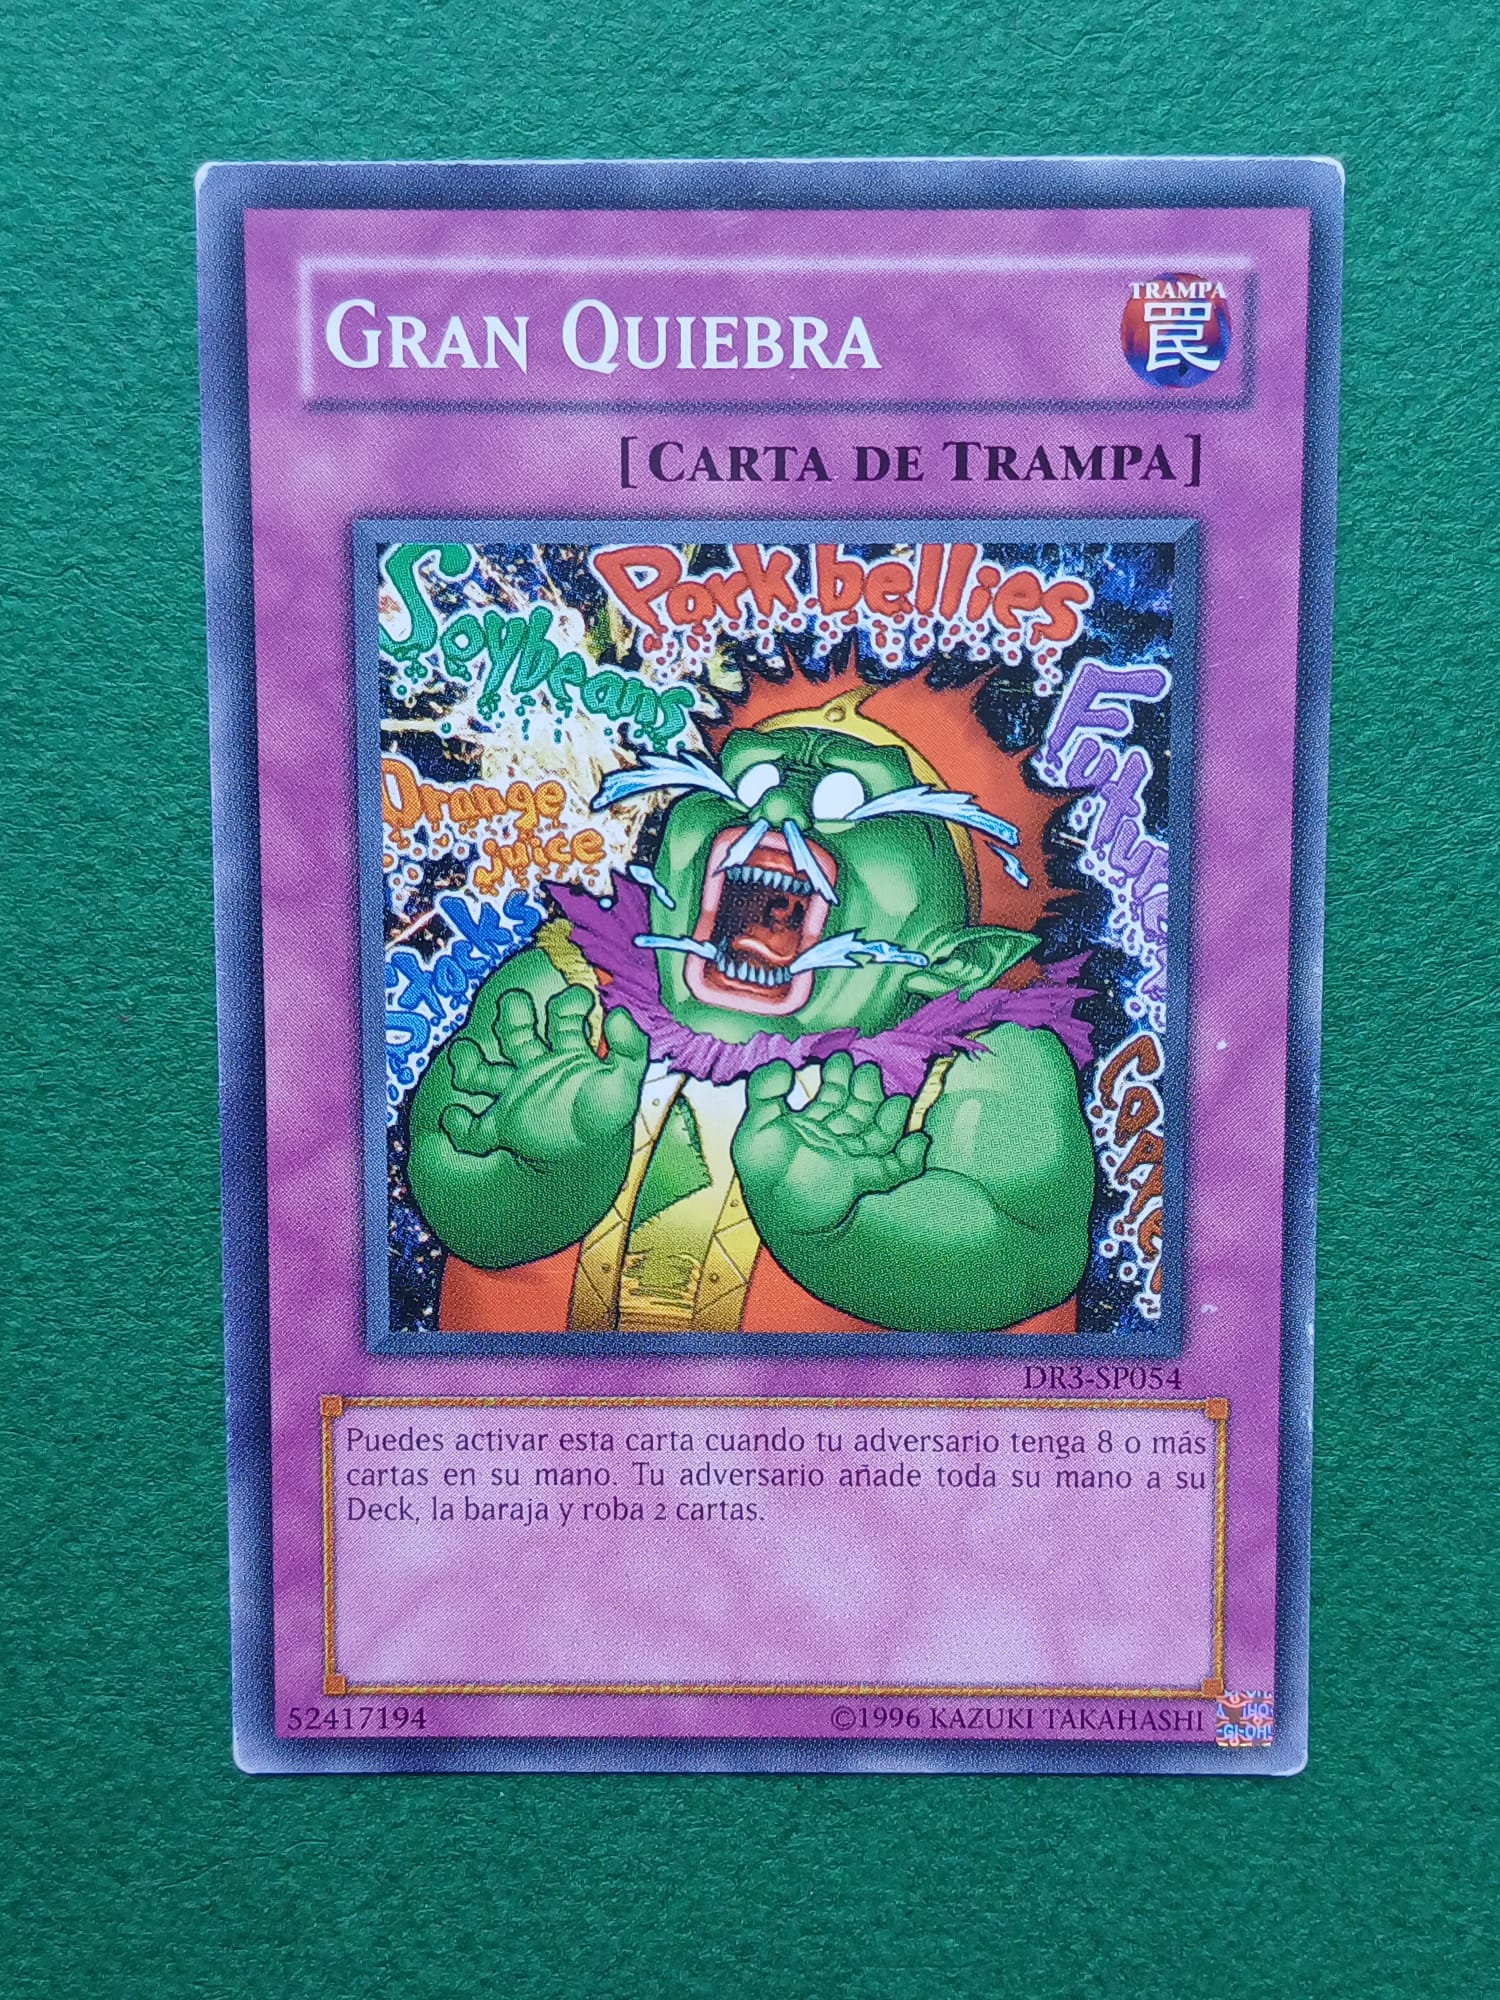 GRAN QUIEBRA
TRAMPA
罠
[CARTA DE TRAMPA]
Soybeans
Pork bellies
Orange
juice
Stocks
DR3-SP054
Puedes activar esta carta cuando tu adversario tenga 8 o más
cartas en su mano. Tu adversario añade toda su mano a su
Deck, la baraja y roba 2 cartas.
52417194
©1996 KAZUKI TAKAHASHI